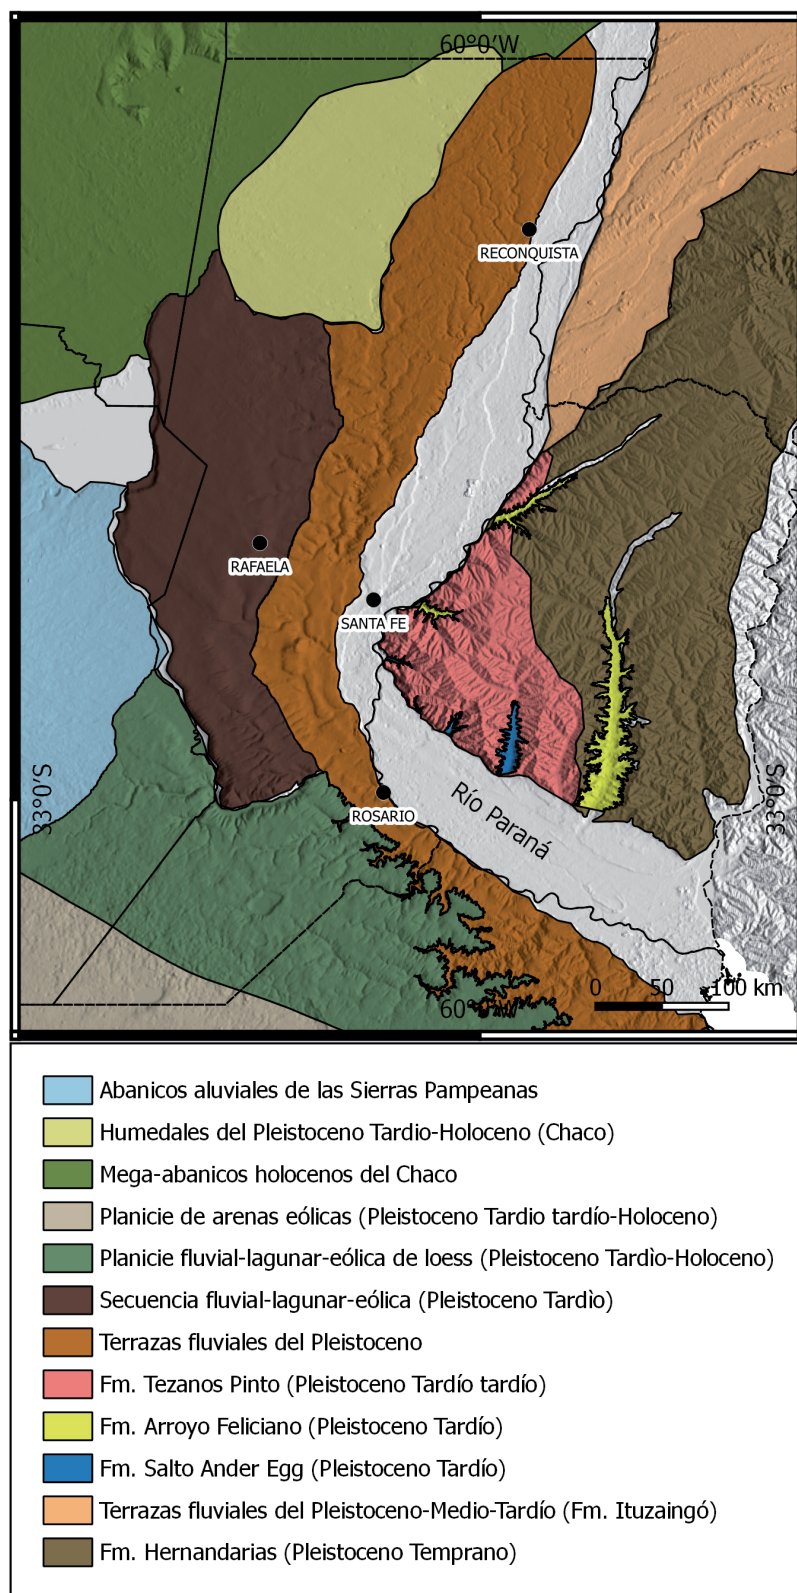 60°0'W
RECONQUISTA
RAFAELA
SANTA FE
33°0'S
33°0'S
Río Paraná
ROSARIO
0 50 100 km
60°0'W
Abanicos aluviales de las Sierras Pampeanas
Humedales del Pleistoceno Tardio-Holoceno (Chaco)
Mega-abanicos holocenos del Chaco
Planicie de arenas eólicas (Pleistoceno Tardio tardío-Holoceno)
Planicie fluvial-lagunar-eólica de loess (Pleistoceno Tardìo-Holoceno)
Secuencia fluvial-lagunar-eólica (Pleistoceno Tardìo)
Terrazas fluviales del Pleistoceno
Fm. Tezanos Pinto (Pleistoceno Tardío tardío)
Fm. Arroyo Feliciano (Pleistoceno Tardío)
Fm. Salto Ander Egg (Pleistoceno Tardío)
Terrazas fluviales del Pleistoceno-Medio-Tardío (Fm. Ituzaingó)
Fm. Hernandarias (Pleistoceno Temprano)